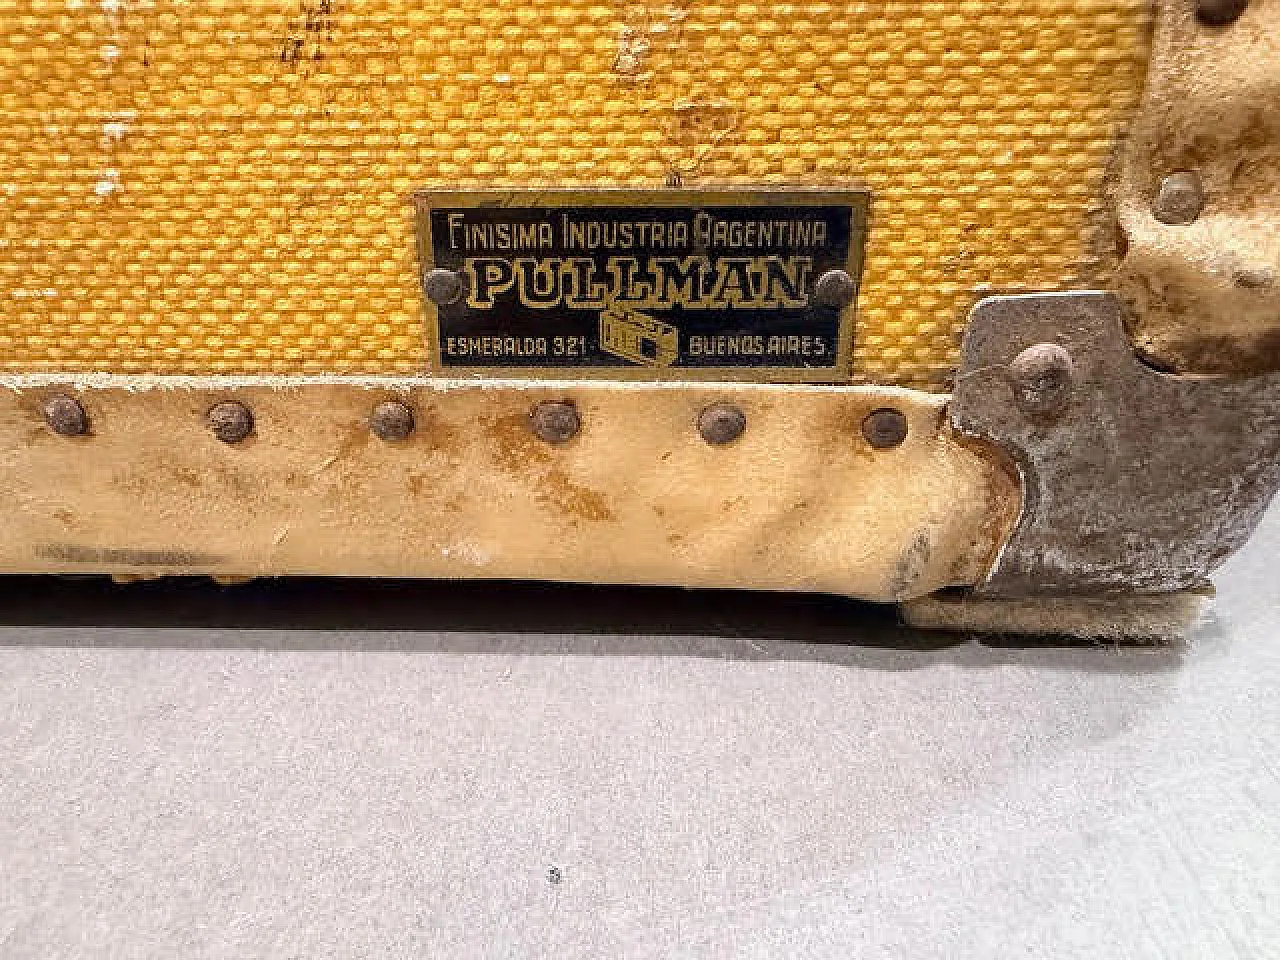 FINISIMA INDUSTRIA ARGENTINA
PULLMAN
ESMERALDA 321 BUENOS AIRES.